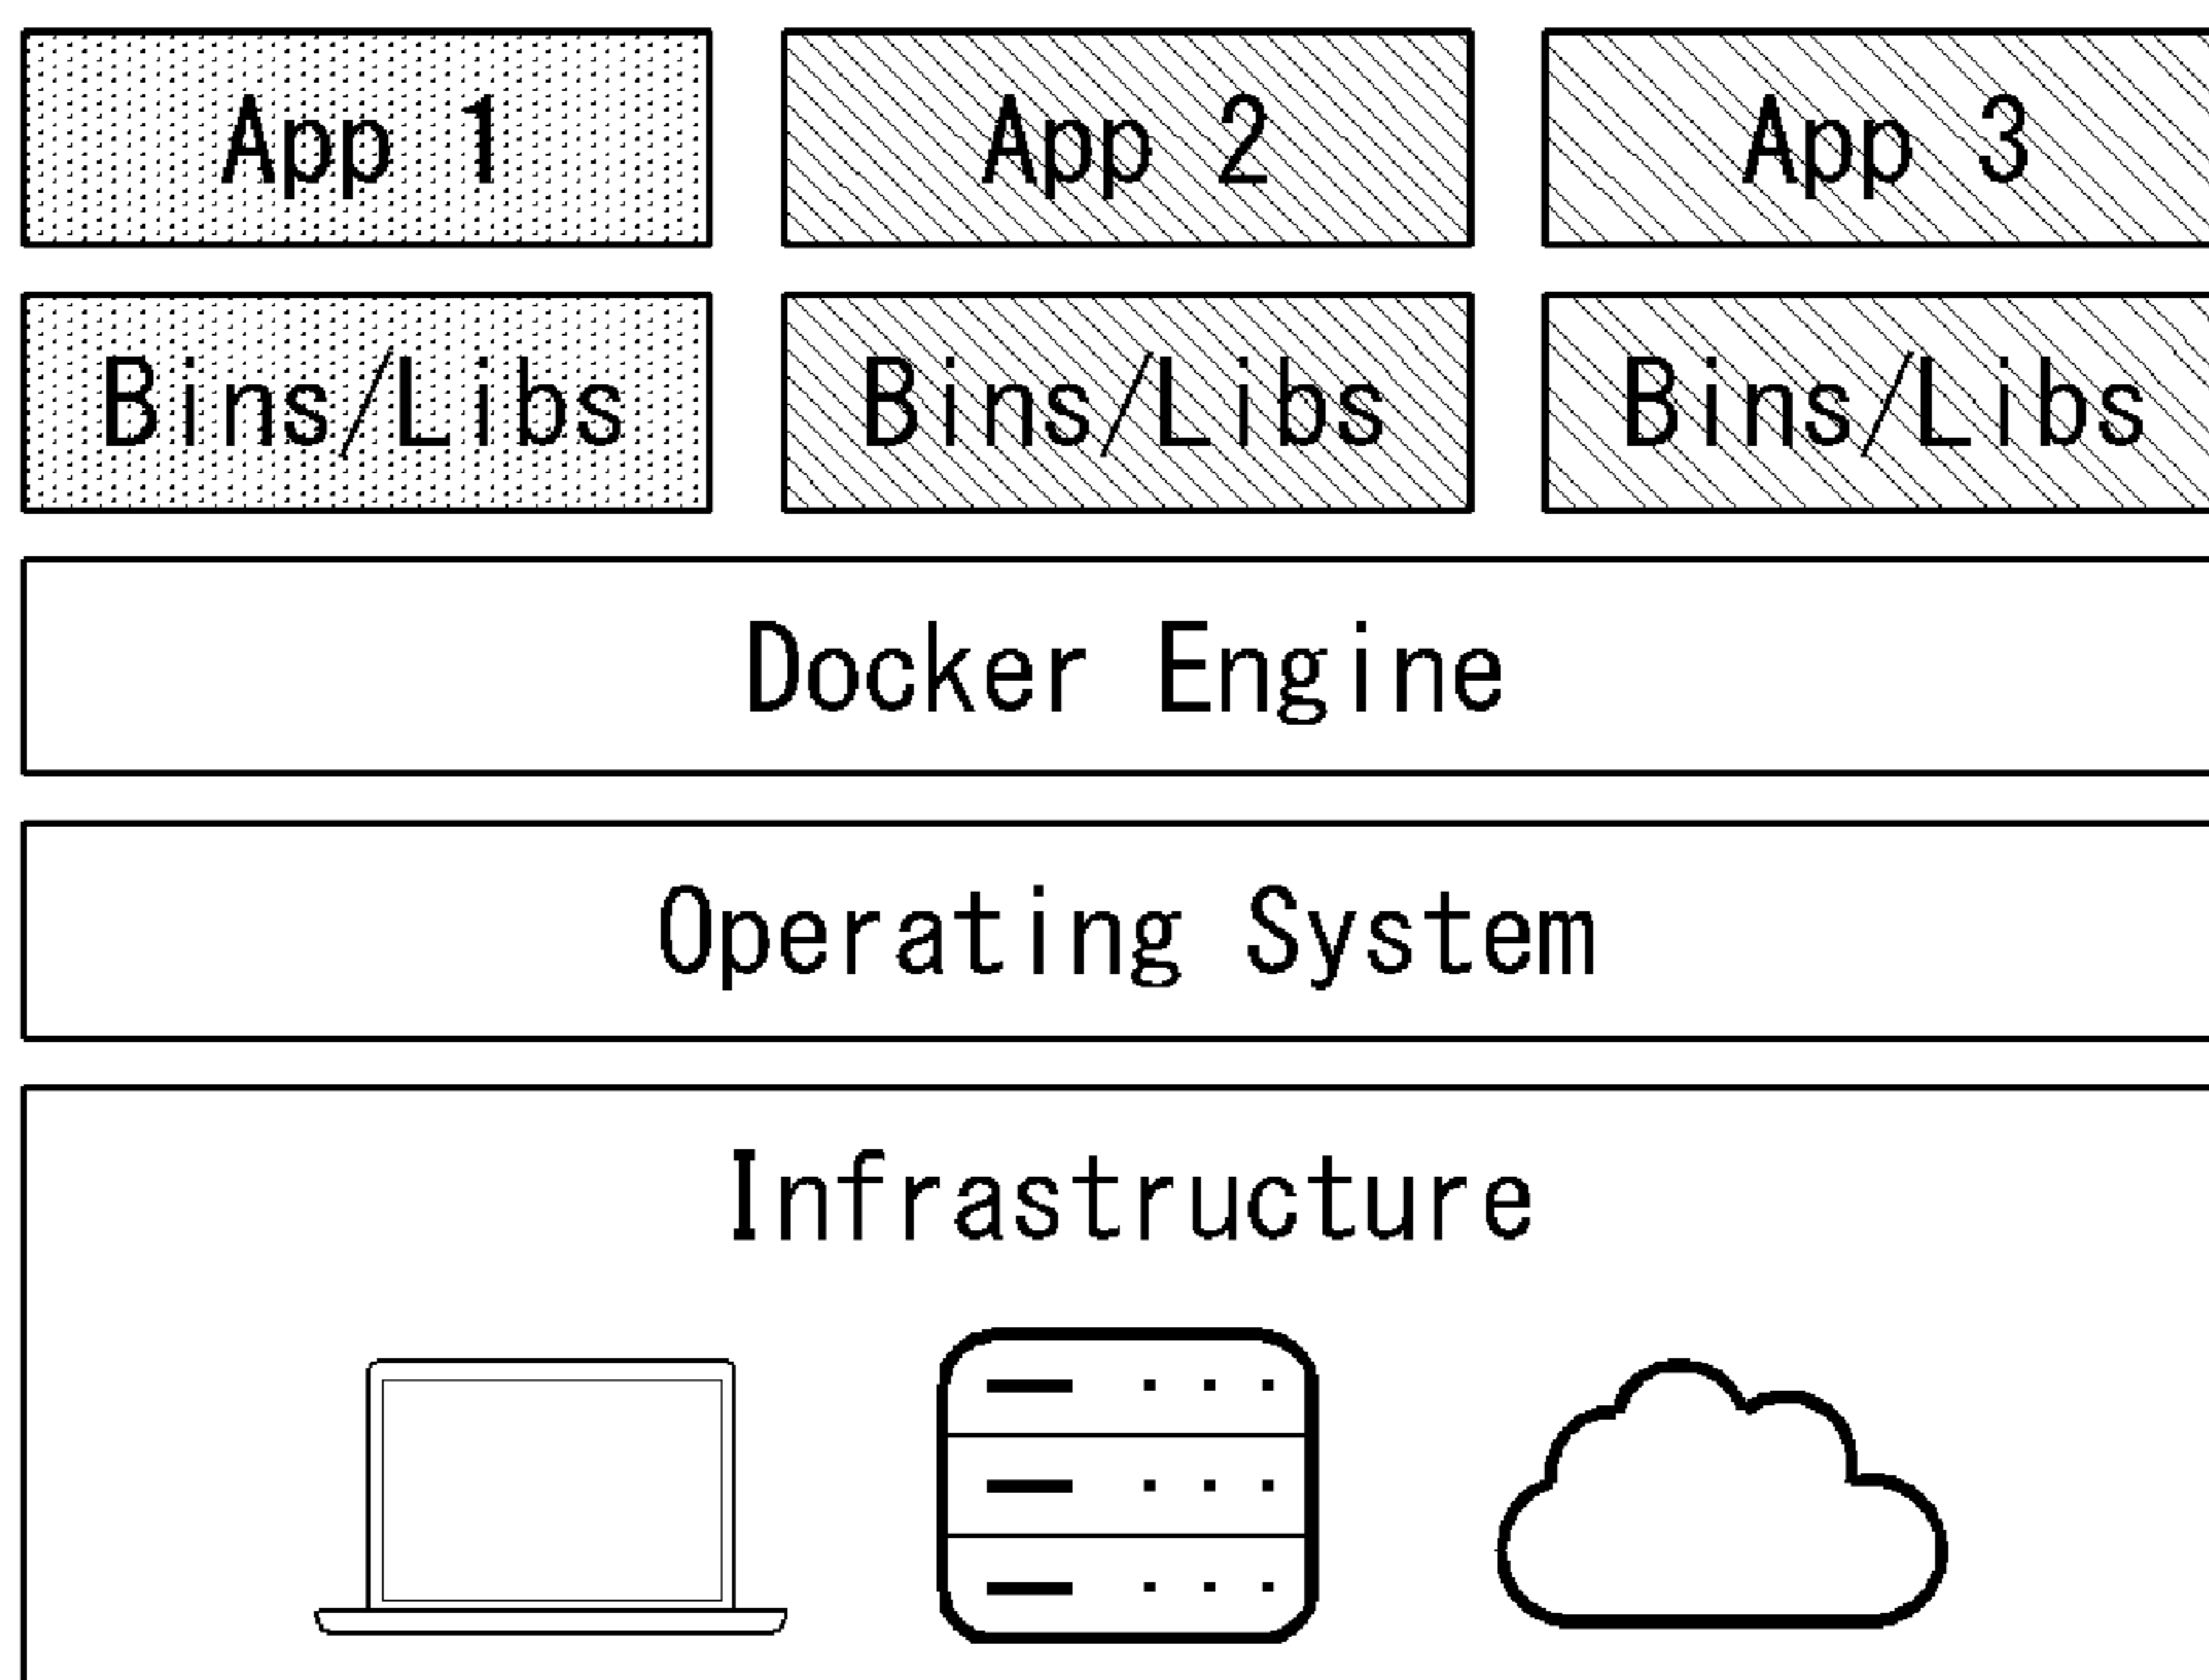 App 1 App 2 App 3
Bins/Libs Bins/Libs Bins/Libs
Docker Engine
Operating System
Infrastructure